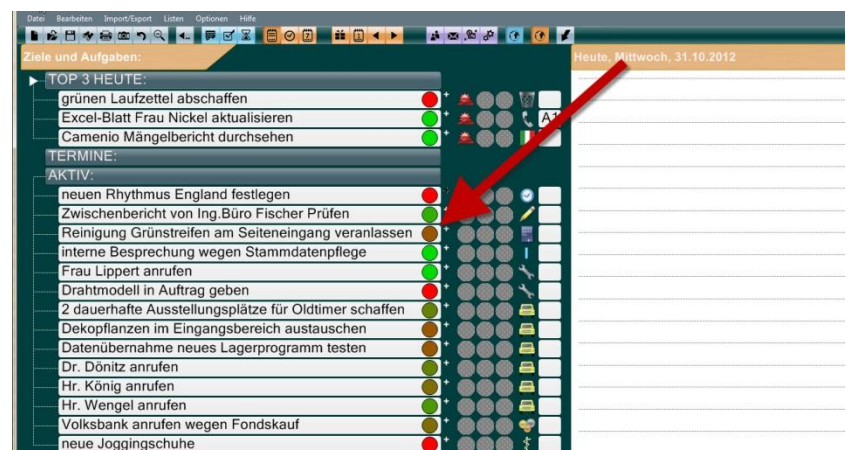 Datei Bearbeiten Import/Export Listen Optionen Hilfe
Ziele und Aufgaben:
Heute, Mittwoch, 31.10.2012
TOP 3 HEUTE:
grünen Laufzettel abschaffen
Excel-Blatt Frau Nickel aktualisieren
A1
Camenio Mängelbericht durchsehen
TERMINE:
AKTIV:
neuen Rhythmus England festlegen
Zwischenbericht von Ing.Büro Fischer Prüfen
Reinigung Grünstreifen am Seiteneingang veranlassen
interne Besprechung wegen Stammdatenpflege
Frau Lippert anrufen
Drahtmodell in Auftrag geben
2 dauerhafte Ausstellungsplätze für Oldtimer schaffen
Dekopflanzen im Eingangsbereich austauschen
Datenübernahme neues Lagerprogramm testen
Dr. Dönitz anrufen
Hr. König anrufen
Hr. Wengel anrufen
Volksbank anrufen wegen Fondskauf
neue Joggingschuhe